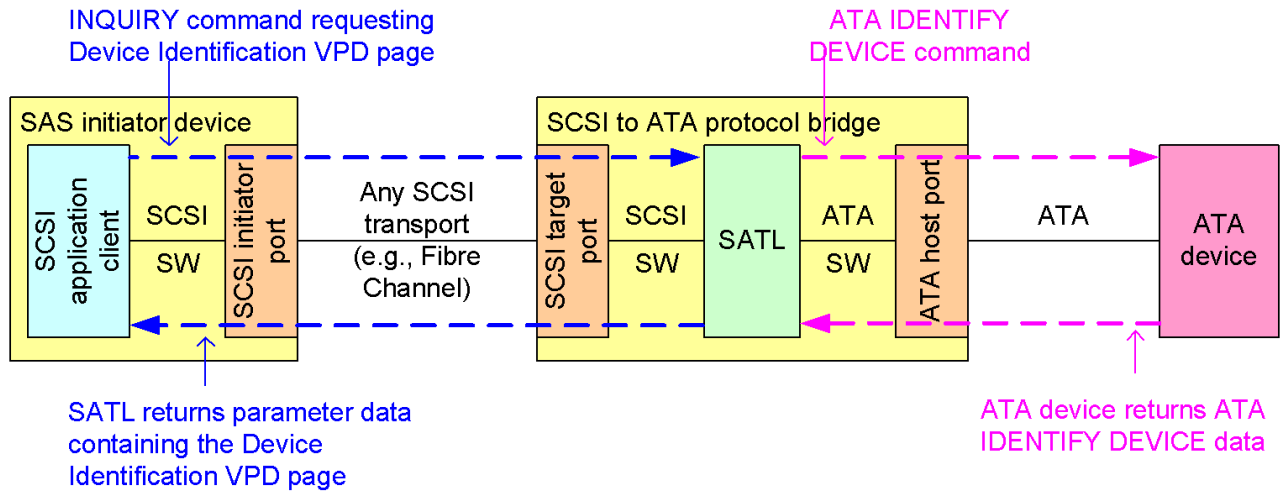 INQUIRY command requesting
Device Identification VPD page
ATA IDENTIFY
DEVICE command
SAS initiator device
SCSI
application
client
SCSI
SW
SCSI initiator
port
Any SCSI
transport
(e.g., Fibre
Channel)
SCSI to ATA protocol bridge
SCSI target
port
SCSI
SW
SATL
ATA
SW
ATA host port
ATA
ATA
device
SATL returns parameter data
containing the Device
Identification VPD page
ATA device returns ATA
IDENTIFY DEVICE data